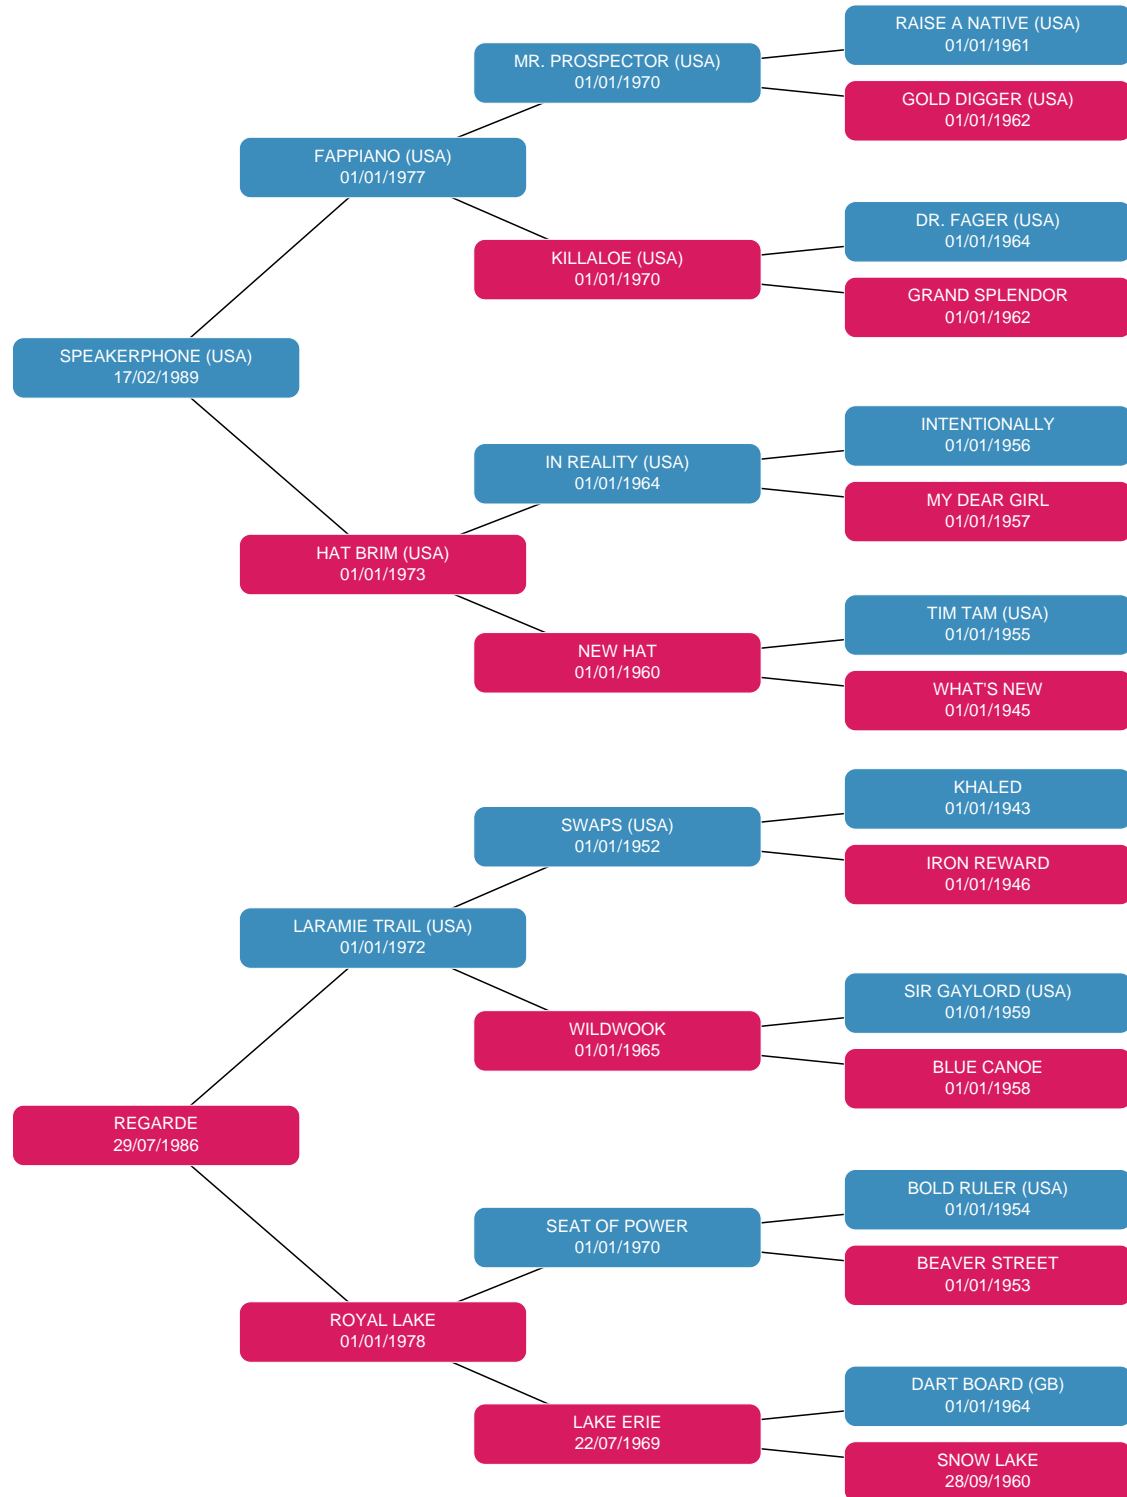 RAISE A NATIVE (USA)
01/01/1961
MR. PROSPECTOR (USA)
01/01/1970
GOLD DIGGER (USA)
01/01/1962
FAPPIANO (USA)
01/01/1977
DR. FAGER (USA)
01/01/1964
KILLALOE (USA)
01/01/1970
GRAND SPLENDOR
01/01/1962
SPEAKERPHONE (USA)
17/02/1989
INTENTIONALLY
01/01/1956
IN REALITY (USA)
01/01/1964
MY DEAR GIRL
01/01/1957
HAT BRIM (USA)
01/01/1973
TIM TAM (USA)
01/01/1955
NEW HAT
01/01/1960
WHAT'S NEW
01/01/1945
KHALED
01/01/1943
SWAPS (USA)
01/01/1952
IRON REWARD
01/01/1946
LARAMIE TRAIL (USA)
01/01/1972
SIR GAYLORD (USA)
01/01/1959
WILDWOOK
01/01/1965
BLUE CANOE
01/01/1958
REGARDE
29/07/1986
BOLD RULER (USA)
01/01/1954
SEAT OF POWER
01/01/1970
BEAVER STREET
01/01/1953
ROYAL LAKE
01/01/1978
DART BOARD (GB)
01/01/1964
LAKE ERIE
22/07/1969
SNOW LAKE
28/09/1960